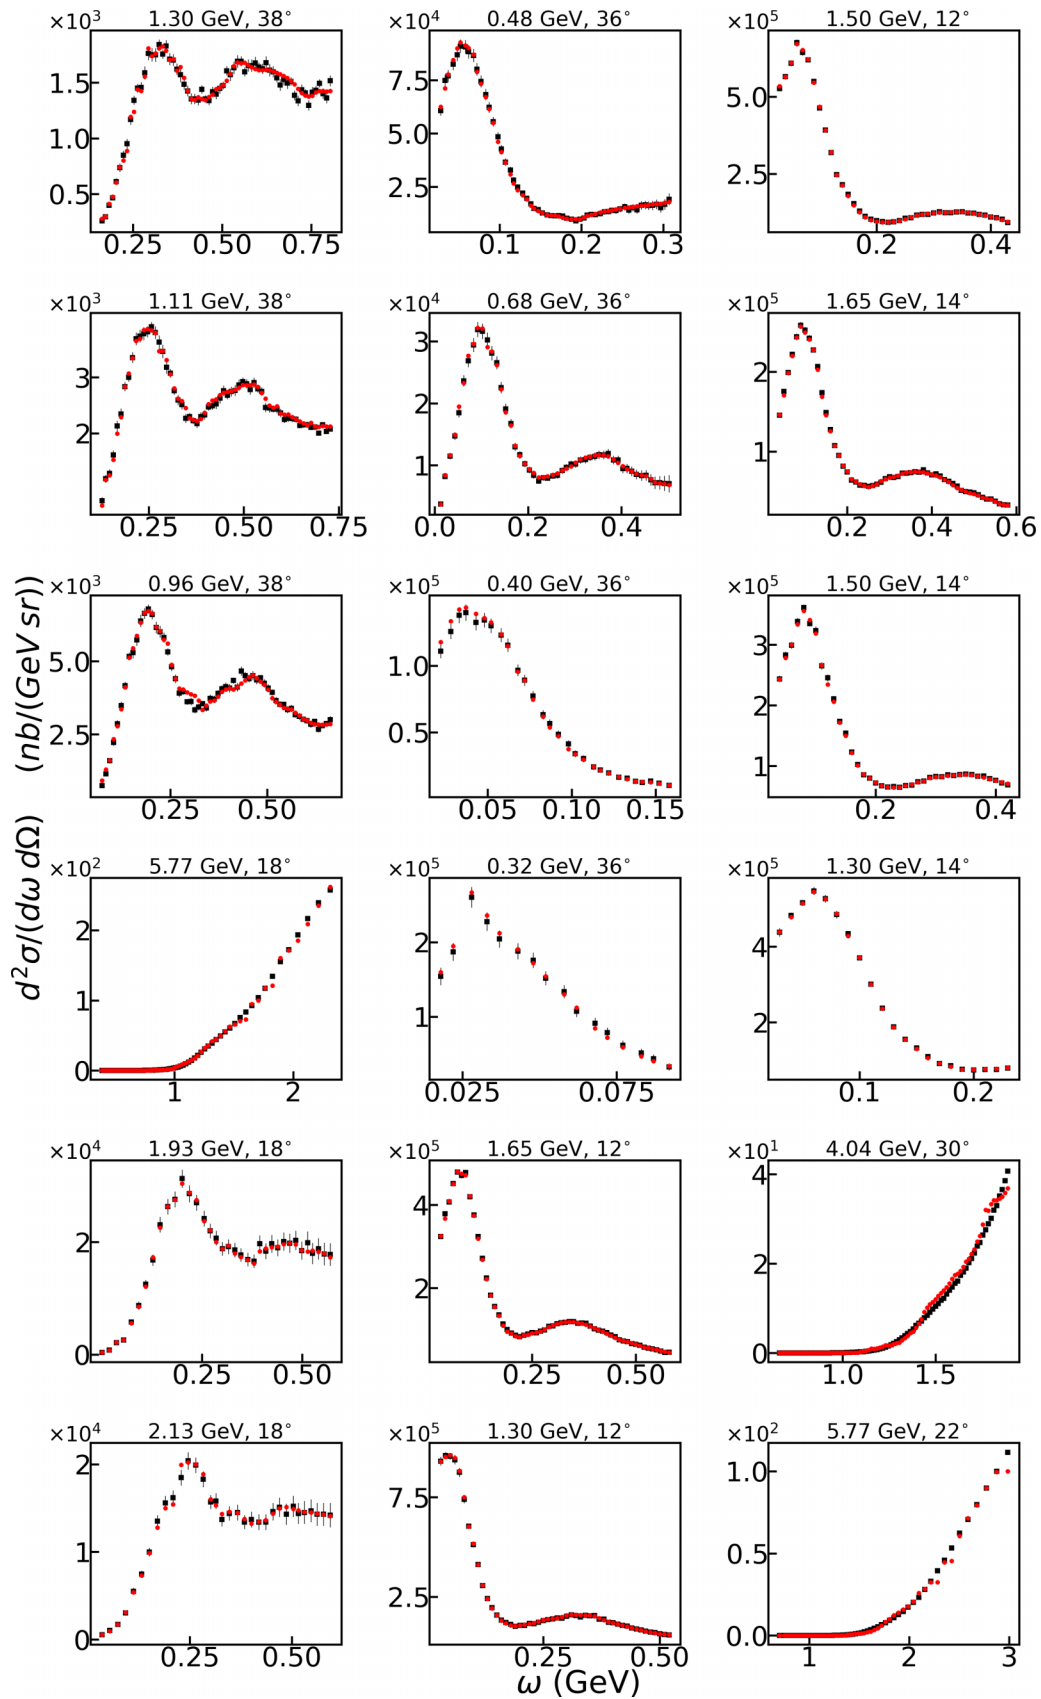 ×10³ 1.30 GeV, 38° ×10⁴ 0.48 GeV, 36° ×10⁵ 1.50 GeV, 12°
1.5 7.5 5.0
1.0 5.0
0.5 2.5 2.5
0.25 0.50 0.75 0.1 0.2 0.3 0.2 0.4
×10³ 1.11 GeV, 38° ×10⁴ 0.68 GeV, 36° ×10⁵ 1.65 GeV, 14°
3 3 2
2 2
1 1
0.25 0.50 0.75 0.0 0.2 0.4 0.2 0.4 0.6
×10³ 0.96 GeV, 38° ×10⁵ 0.40 GeV, 36° ×10⁵ 1.50 GeV, 14°
5.0 1.0 3
2
2.5 0.5 1
0.25 0.50 0.05 0.10 0.15 0.2 0.4
d²σ/(dω dΩ) (nb/(GeV sr))
×10² 5.77 GeV, 18° ×10⁵ 0.32 GeV, 36° ×10⁵ 1.30 GeV, 14°
2 2 4
1 1 2
0
1 2 0.025 0.075 0.1 0.2
×10⁴ 1.93 GeV, 18° ×10⁵ 1.65 GeV, 12° ×10¹ 4.04 GeV, 30°
4 4
2 2 2
0 0
0.25 0.50 0.25 0.50 1.0 1.5
×10⁴ 2.13 GeV, 18° ×10⁵ 1.30 GeV, 12° ×10² 5.77 GeV, 22°
2 7.5 1.0
1 0.5
0 2.5 0.0
0.25 0.50 0.25 0.50 1 2 3
ω (GeV)